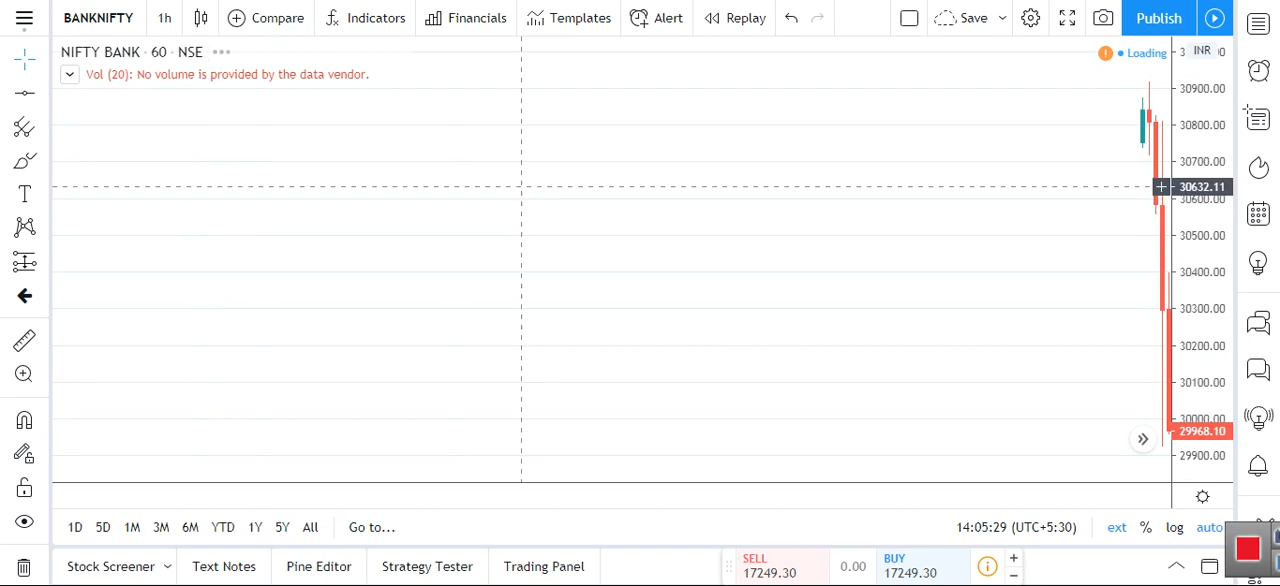 BANKNIFTY 1h Compare Indicators Financials Templates Alert Replay Save Publish
NIFTY BANK · 60 · NSE
Loading
INR
Vol (20): No volume is provided by the data vendor.
30900.00
30800.00
30700.00
30632.11
30600.00
30500.00
30400.00
30300.00
30200.00
30100.00
30000.00
29968.10
29900.00
1D 5D 1M 3M 6M YTD 1Y 5Y All Go to... 14:05:29 (UTC+5:30) ext % log auto
Stock Screener Text Notes Pine Editor Strategy Tester Trading Panel
SELL
17249.30
0.00
BUY
17249.30